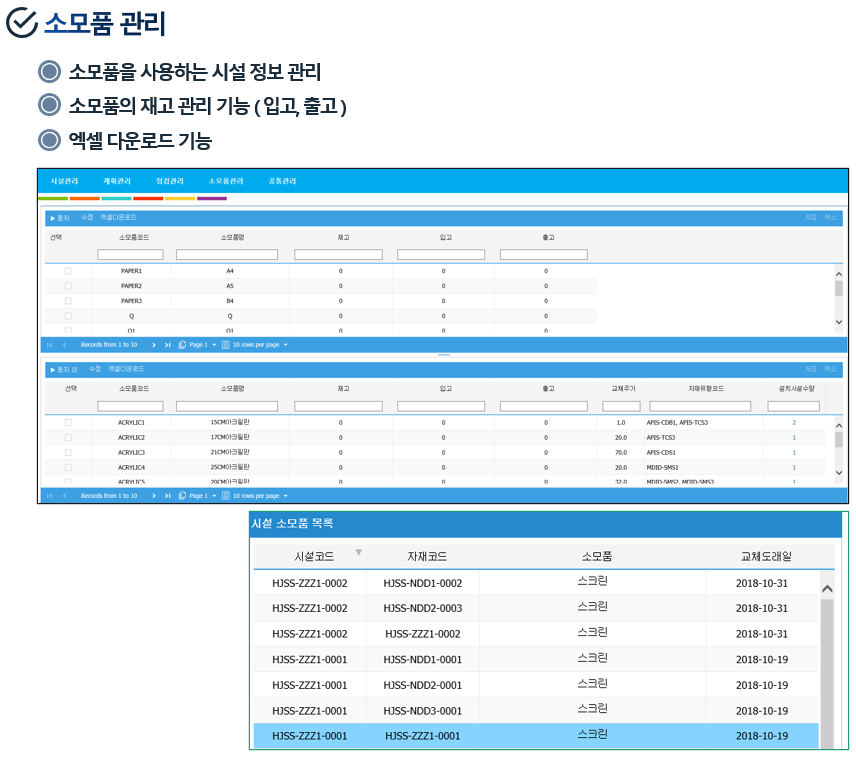 소모품 관리
소모품을 사용하는 시설 정보 관리
소모품의 재고 관리 기능 ( 입고, 출고 )
엑셀 다운로드 기능
시설관리 계획관리 점검관리 소모품관리 공통관리
▶ 용지 수정 엑셀다운로드 저장 취소
선택 소모품코드 소모품명 재고 입고 출고
PAPER1 A4 0 0 0
PAPER2 A5 0 0 0
PAPER3 B4 0 0 0
Q Q 0 0 0
O1 O1 0 0 0
Records from 1 to 10 Page 1 10 rows per page
▶ 용지 외 수정 엑셀다운로드 저장 취소
선택 소모품코드 소모품명 재고 입고 출고 교체주기 자재유형코드 설치시설수량
ACRYLIC1 15CM아크릴판 0 0 0 1.0 APIS-CDB1, APIS-TCS3 2
ACRYLIC2 17CM아크릴판 0 0 0 20.0 APIS-TCS3 1
ACRYLIC3 21CM아크릴판 0 0 0 70.0 APIS-CDS1 1
ACRYLIC4 25CM아크릴판 0 0 0 20.0 MDID-SMS1 1
ACRYLIC5 20CM아크릴판 0 0 0 32.0 MDID-SMS2, MDID-SMS3 1
Records from 1 to 10 Page 1 10 rows per page
시설 소모품 목록
시설코드 자재코드 소모품 교체도래일
HJSS-ZZZ1-0002 HJSS-NDD1-0002 스크린 2018-10-31
HJSS-ZZZ1-0002 HJSS-NDD2-0003 스크린 2018-10-31
HJSS-ZZZ1-0002 HJSS-ZZZ1-0002 스크린 2018-10-31
HJSS-ZZZ1-0001 HJSS-NDD1-0001 스크린 2018-10-19
HJSS-ZZZ1-0001 HJSS-NDD2-0001 스크린 2018-10-19
HJSS-ZZZ1-0001 HJSS-NDD3-0001 스크린 2018-10-19
HJSS-ZZZ1-0001 HJSS-ZZZ1-0001 스크린 2018-10-19